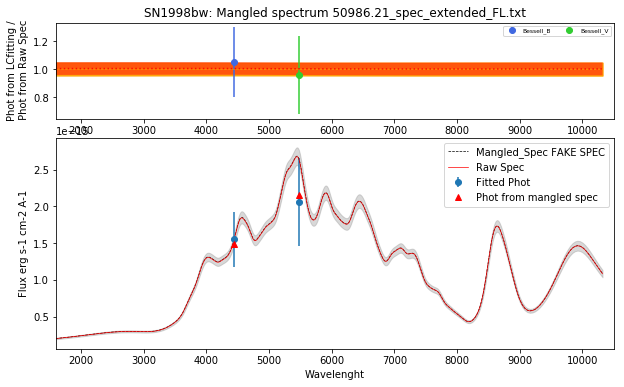 SN1998bw: Mangled spectrum 50986.21_spec_extended_FL.txt
Phot from LCfitting /
Phot from Raw Spec
1.2
1.0
0.8
Bessell_B
Bessell_V
2000 3000 4000 5000 6000 7000 8000 9000 10000
1e−15
Flux erg s-1 cm-2 A-1
2.5
2.0
1.5
1.0
0.5
Mangled_Spec FAKE SPEC
Raw Spec
Fitted Phot
Phot from mangled spec
2000 3000 4000 5000 6000 7000 8000 9000 10000
Wavelenght